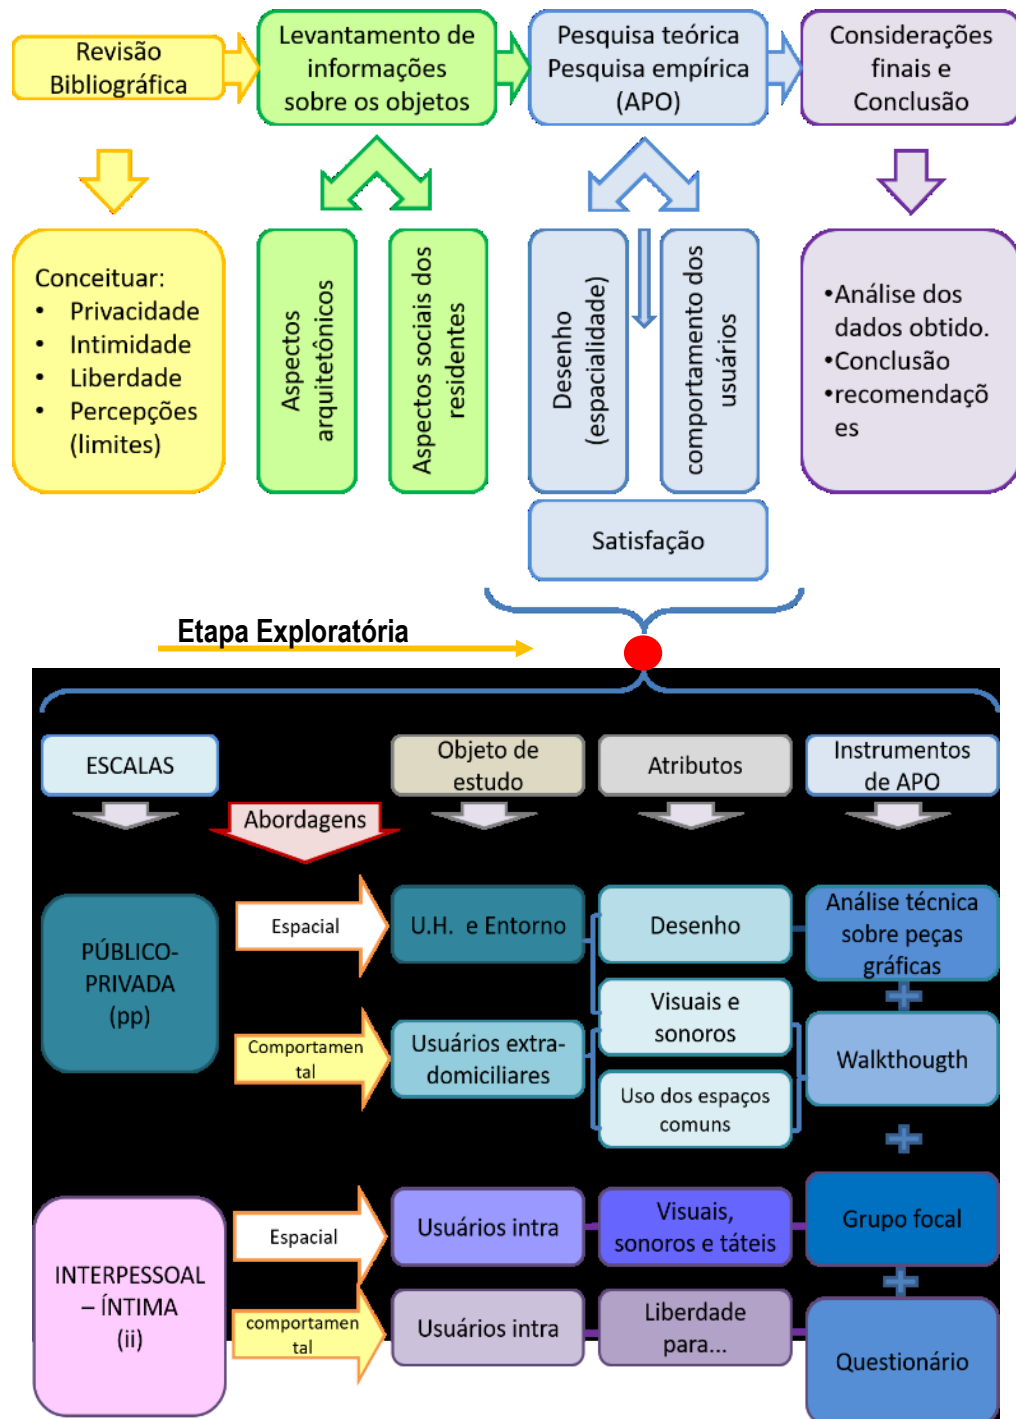 Revisão
Bibliográfica
Levantamento de
informações
sobre os objetos
Pesquisa teórica
Pesquisa empírica
(APO)
Considerações
finais e
Conclusão
Conceituar:
• Privacidade
• Intimidade
• Liberdade
• Percepções
(limites)
Aspectos
arquitetônicos
Aspectos sociais dos
residentes
Desenho
(espacialidade)
comportamento dos
usuários
•Análise dos
dados obtido.
•Conclusão
•recomendaçõ
es
Satisfação
Etapa Exploratória
ESCALAS
Abordagens
Objeto de
estudo
Atributos
Instrumentos
de APO
PÚBLICO-
PRIVADA
(pp)
Espacial
U.H. e Entorno
Desenho
Análise técnica
sobre peças
gráficas
Comportamen
tal
Usuários extra-
domiciliares
Visuais e
sonoros
Uso dos espaços
comuns
Walkthougth
INTERPESSOAL
– ÍNTIMA
(ii)
Espacial
Usuários intra
Visuais,
sonoros e táteis
Grupo focal
comportamen
tal
Usuários intra
Liberdade
para...
Questionário